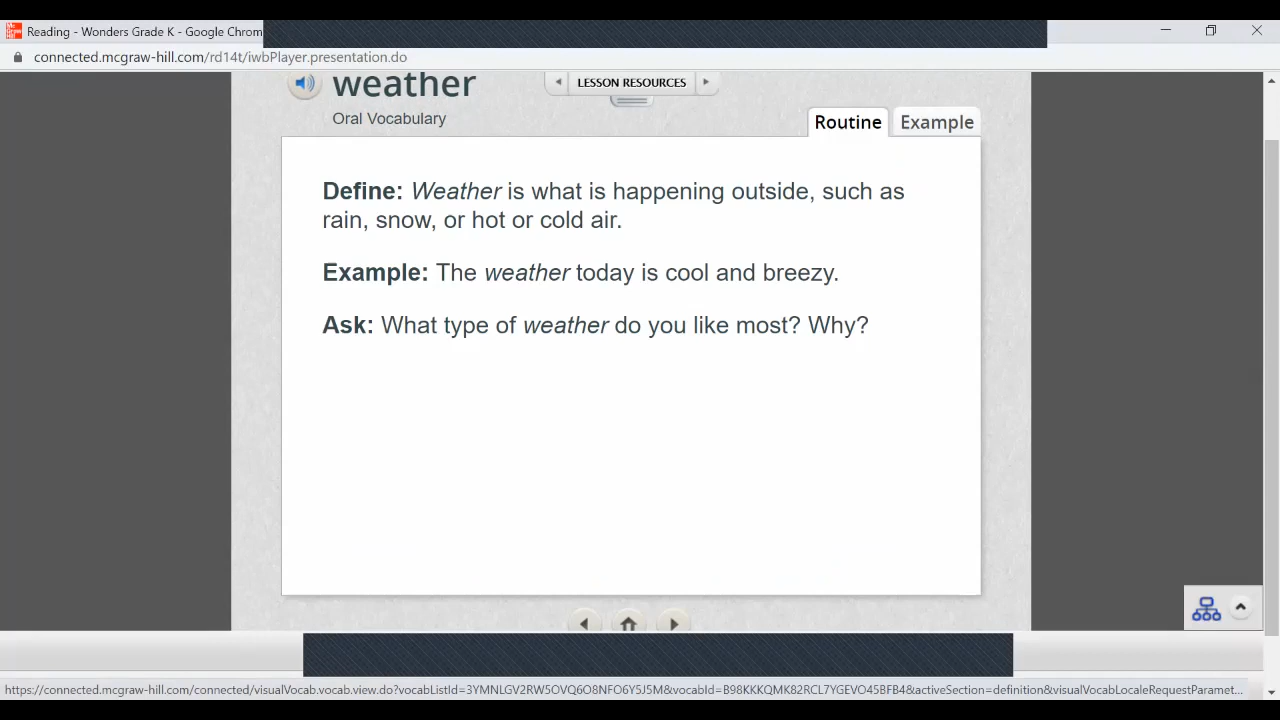 Mc Graw Hill
Reading - Wonders Grade K - Google Chrom
connected.mcgraw-hill.com/rd14t/iwbPlayer.presentation.do
weather
LESSON RESOURCES
Oral Vocabulary
Routine
Example
Define: Weather is what is happening outside, such as
rain, snow, or hot or cold air.
Example: The weather today is cool and breezy.
Ask: What type of weather do you like most? Why?
https://connected.mcgraw-hill.com/connected/visualVocab.vocab.view.do?vocabListId=3YMNLGV2RW5OVQ6O8NFO6Y5J5M&vocabId=B98KKKQMK82RCL7YGEVO45BFB4&activeSection=definition&visualVocabLocaleRequestParamet...